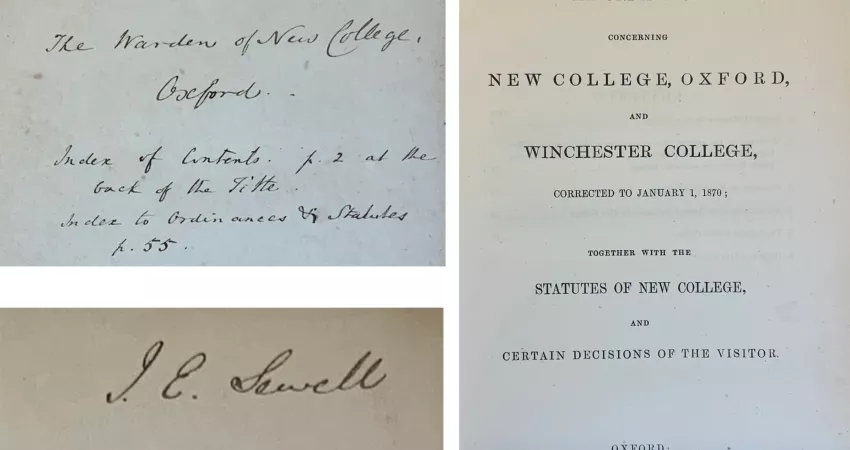 The Warden of New College,
Oxford.
Index of Contents. p. 2 at the
back of the Title.
Index to Ordinances & Statutes
p. 55.
J. E. Sewell
CONCERNING
NEW COLLEGE, OXFORD,
AND
WINCHESTER COLLEGE,
CORRECTED TO JANUARY 1, 1870;
TOGETHER WITH THE
STATUTES OF NEW COLLEGE,
AND
CERTAIN DECISIONS OF THE VISITOR.
OXFORD: